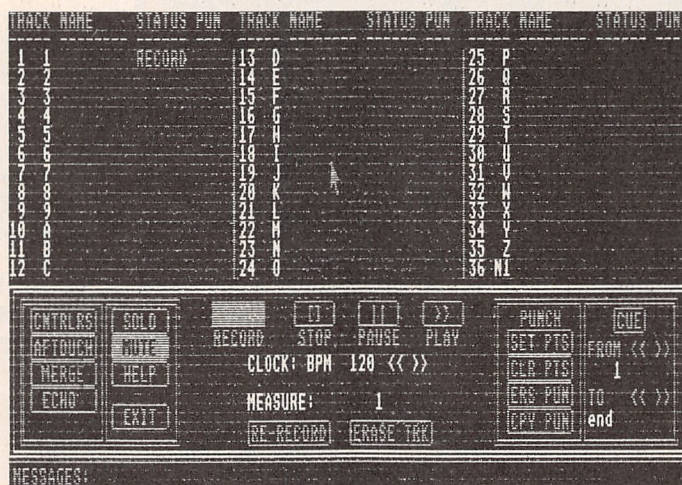 TRACK NAME STATUS PUN TRACK NAME STATUS PUN TRACK NAME STATUS PUN
1 1 RECORD 13 D 25 P
2 2 14 E 26 Q
3 3 15 F 27 R
4 4 16 G 28 S
5 5 17 H 29 T
6 6 18 I 30 U
7 7 19 J 31 V
8 8 20 K 32 W
9 9 21 L 33 X
10 A 22 M 34 Y
11 B 23 N 35 Z
12 C 24 O 36 N1
CNTRLRS SOLO [] || >> PUNCH CUE
RECORD STOP PAUSE PLAY
AFTOUCH MUTE SET PTS FROM << >>
MERGE HELP CLOCK: BPM 120 << >> CLR PTS 1
ECHO ERS PUN TO << >>
EXIT MEASURE: 1 CPY PUN end
RE-RECORD ERASE TRK
MESSAGES: